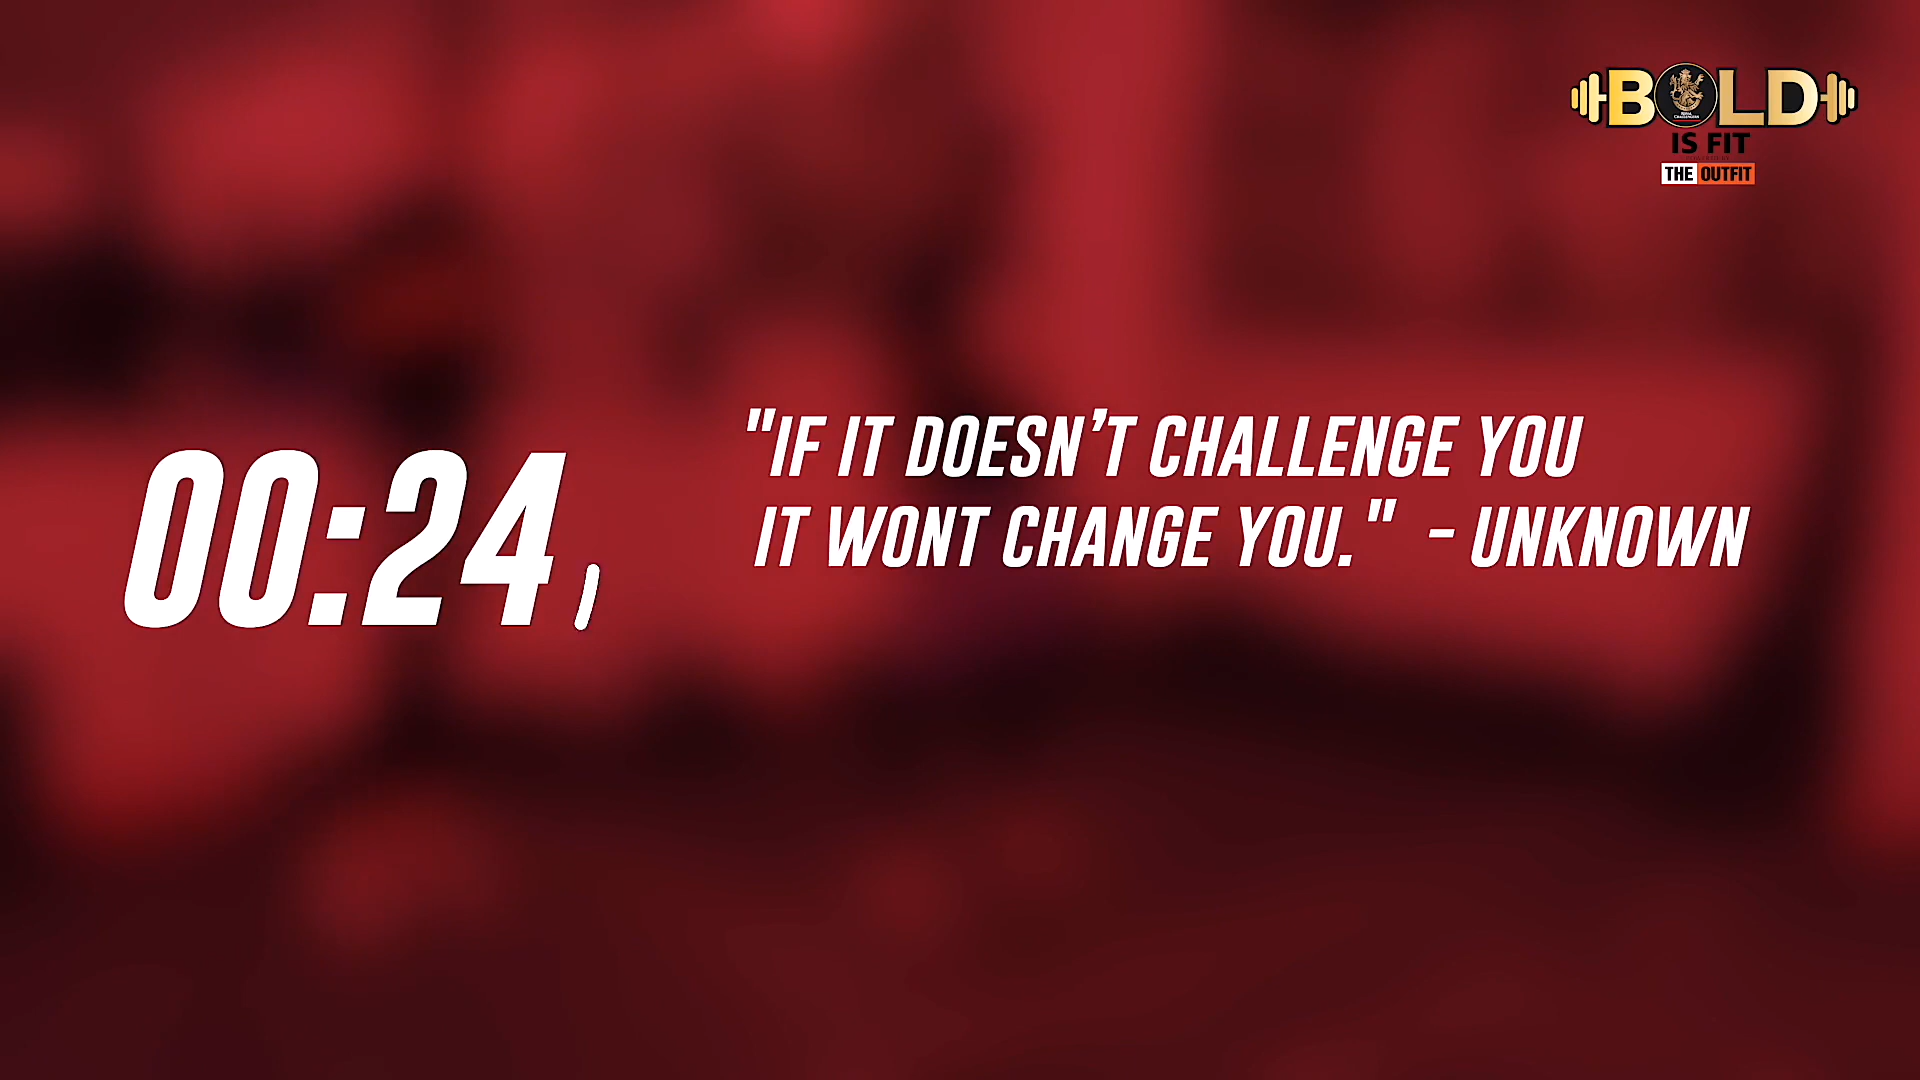 BOLD
IS FIT
THE OUTFIT
"IF IT DOESN’T CHALLENGE YOU
IT WONT CHANGE YOU." - UNKNOWN
00:24